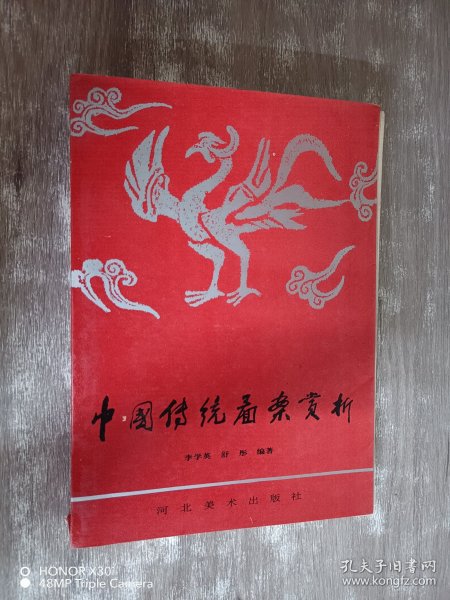 中国传统图案赏析
李学英 舒彤 编著
河北美术出版社
HONOR X30
48MP Triple Camera
孔夫子旧书网
book.kongfz.com